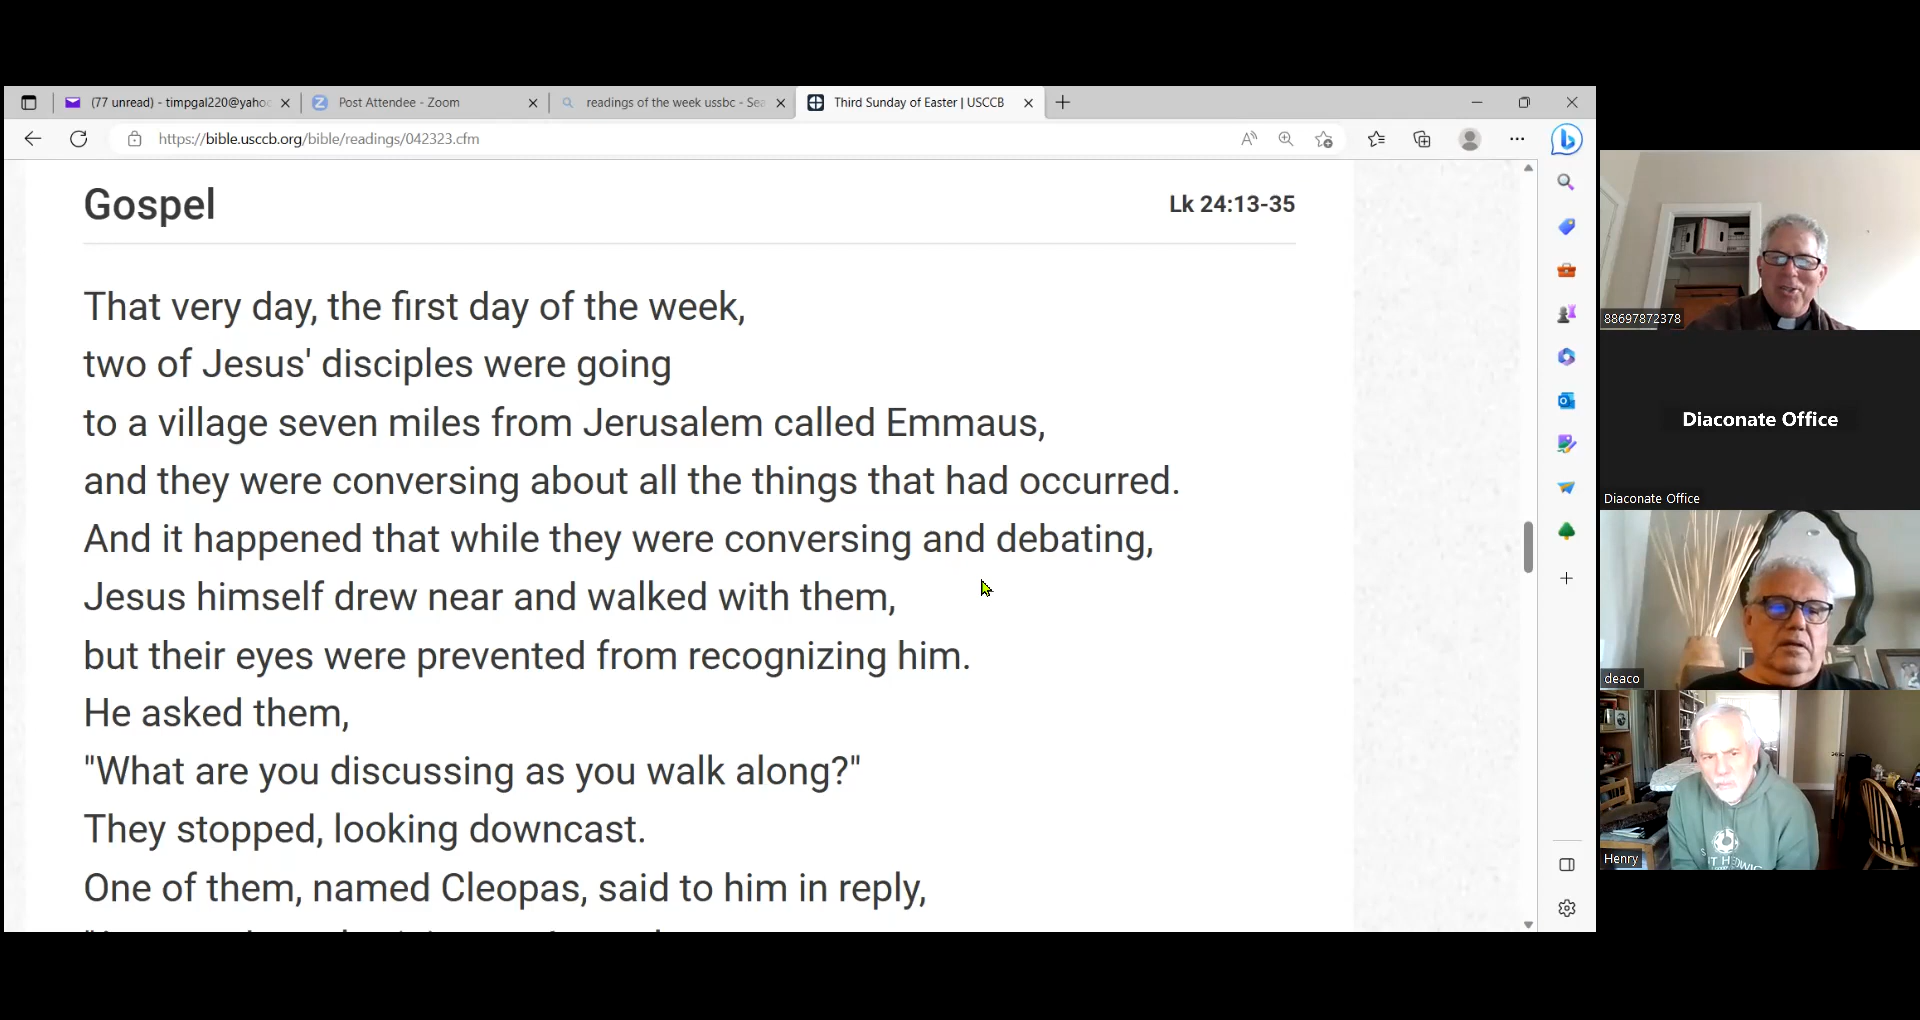 (77 unread) - timpgal220@yaho
Post Attendee - Zoom
readings of the week ussbc - Sea
Third Sunday of Easter | USCCB
https://bible.usccb.org/bible/readings/042323.cfm
Gospel
Lk 24:13-35
That very day, the first day of the week,
two of Jesus' disciples were going
to a village seven miles from Jerusalem called Emmaus,
and they were conversing about all the things that had occurred.
And it happened that while they were conversing and debating,
Jesus himself drew near and walked with them,
but their eyes were prevented from recognizing him.
He asked them,
"What are you discussing as you walk along?"
They stopped, looking downcast.
One of them, named Cleopas, said to him in reply,
88697872378
Diaconate Office
Diaconate Office
deaco
Henry